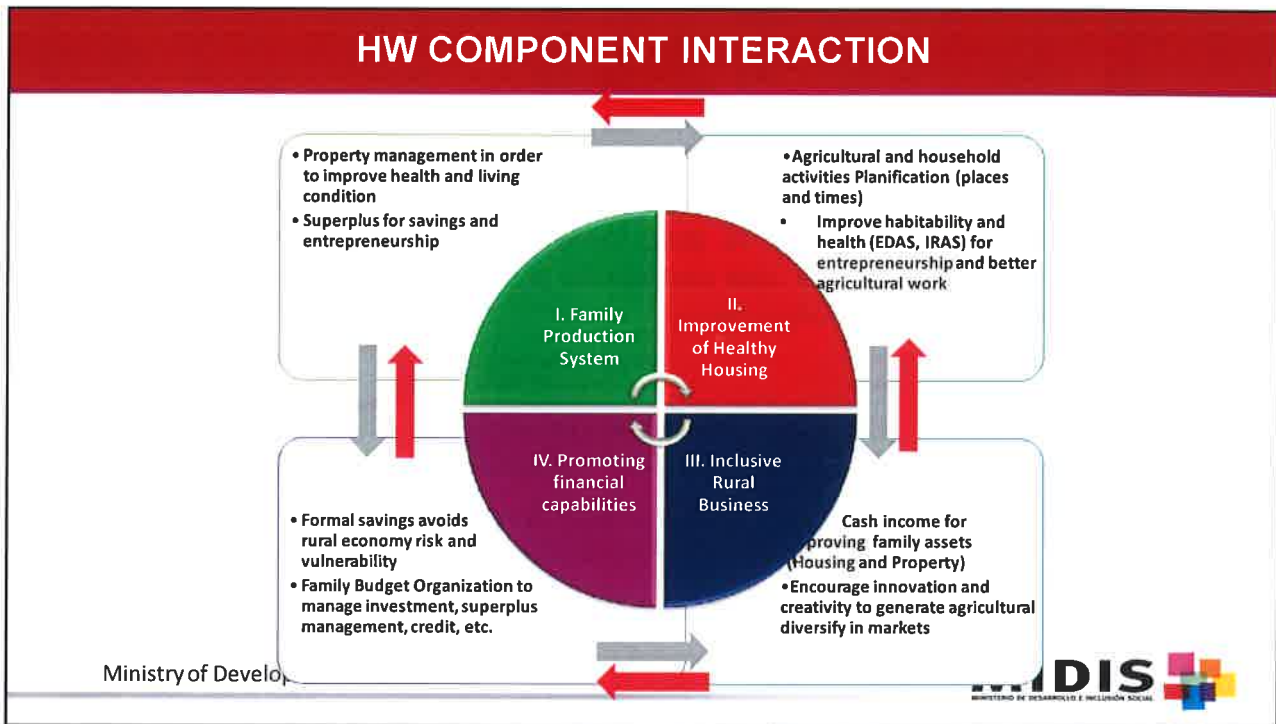 HW COMPONENT INTERACTION
• Property management in order
to improve health and living
condition
• Superplus for savings and
entrepreneurship
•Agricultural and household
activities Planification (places
and times)
• Improve habitability and
health (EDAS, IRAS) for
entrepreneurship and better
agricultural work
I. Family
Production
System
II.
Improvement
of Healthy
Housing
IV. Promoting
financial
capabilities
III. Inclusive
Rural
Business
• Formal savings avoids
rural economy risk and
vulnerability
• Family Budget Organization to
manage investment, superplus
management, credit, etc.
Cash income for
proving family assets
(Housing and Property)
•Encourage innovation and
creativity to generate agricultural
diversify in markets
Ministry of Develop
MIDIS
MINISTERIO DE DESARROLLO E INCLUSIÓN SOCIAL